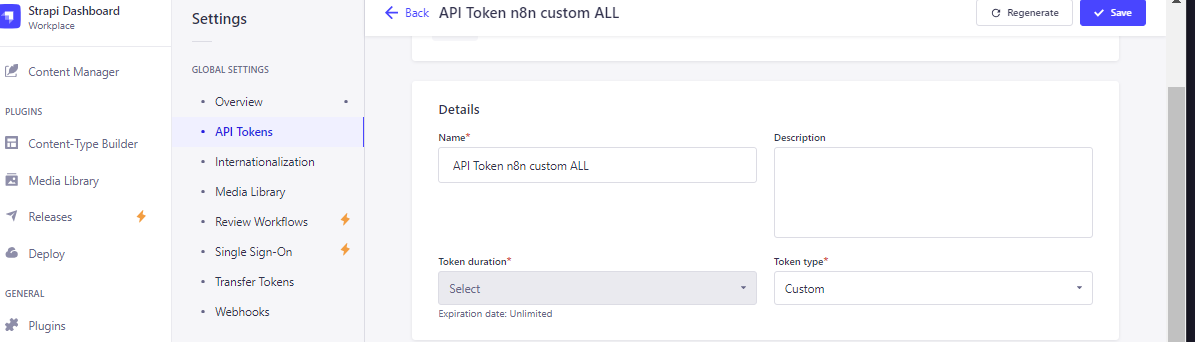 Strapi Dashboard
Workplace
Content Manager
PLUGINS
Content-Type Builder
Media Library
Releases
Deploy
GENERAL
Plugins
Settings
GLOBAL SETTINGS
Overview
API Tokens
Internationalization
Media Library
Review Workflows
Single Sign-On
Transfer Tokens
Webhooks
Back API Token n8n custom ALL
Regenerate
Save
Details
Name*
API Token n8n custom ALL
Description
Token duration*
Select
Expiration date: Unlimited
Token type*
Custom